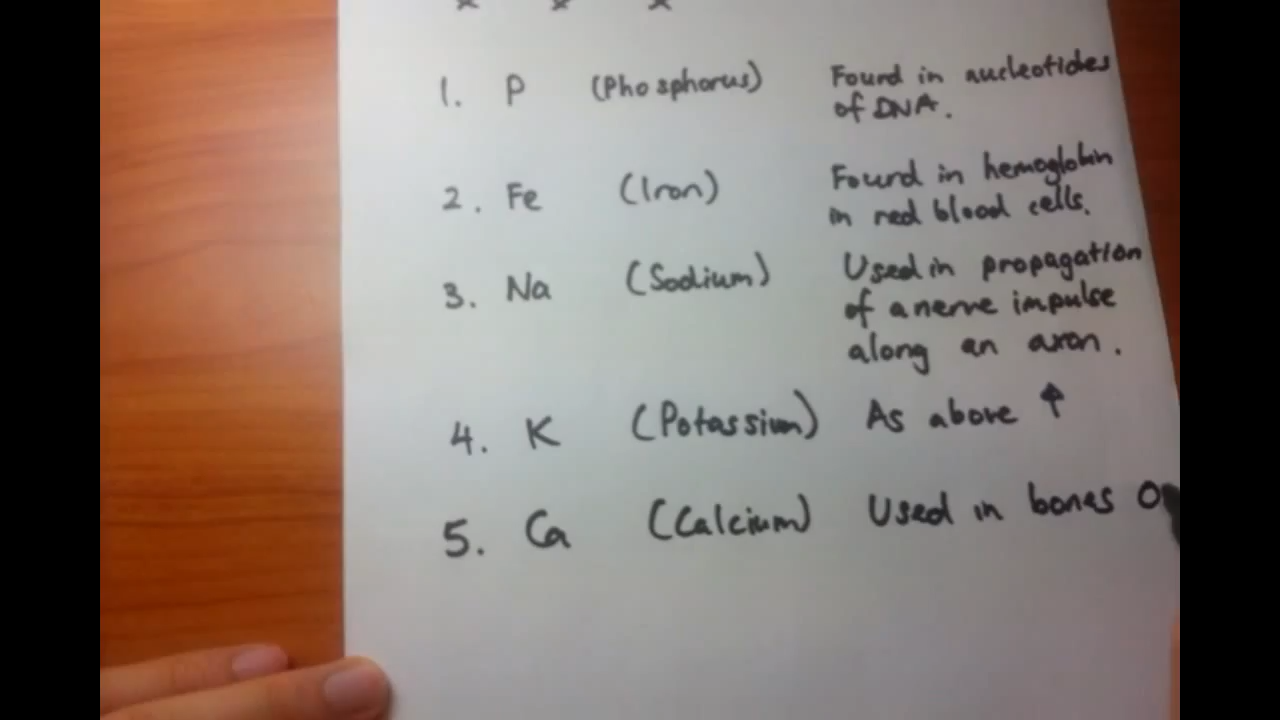 1. P (Phosphorus) Found in nucleotides
of DNA.
2. Fe (Iron) Found in hemoglobin
in red blood cells.
3. Na (Sodium) Used in propagation
of a nerve impulse
along an axon.
4. K (Potassium) As above ↑
5. Ca (Calcium) Used in bones